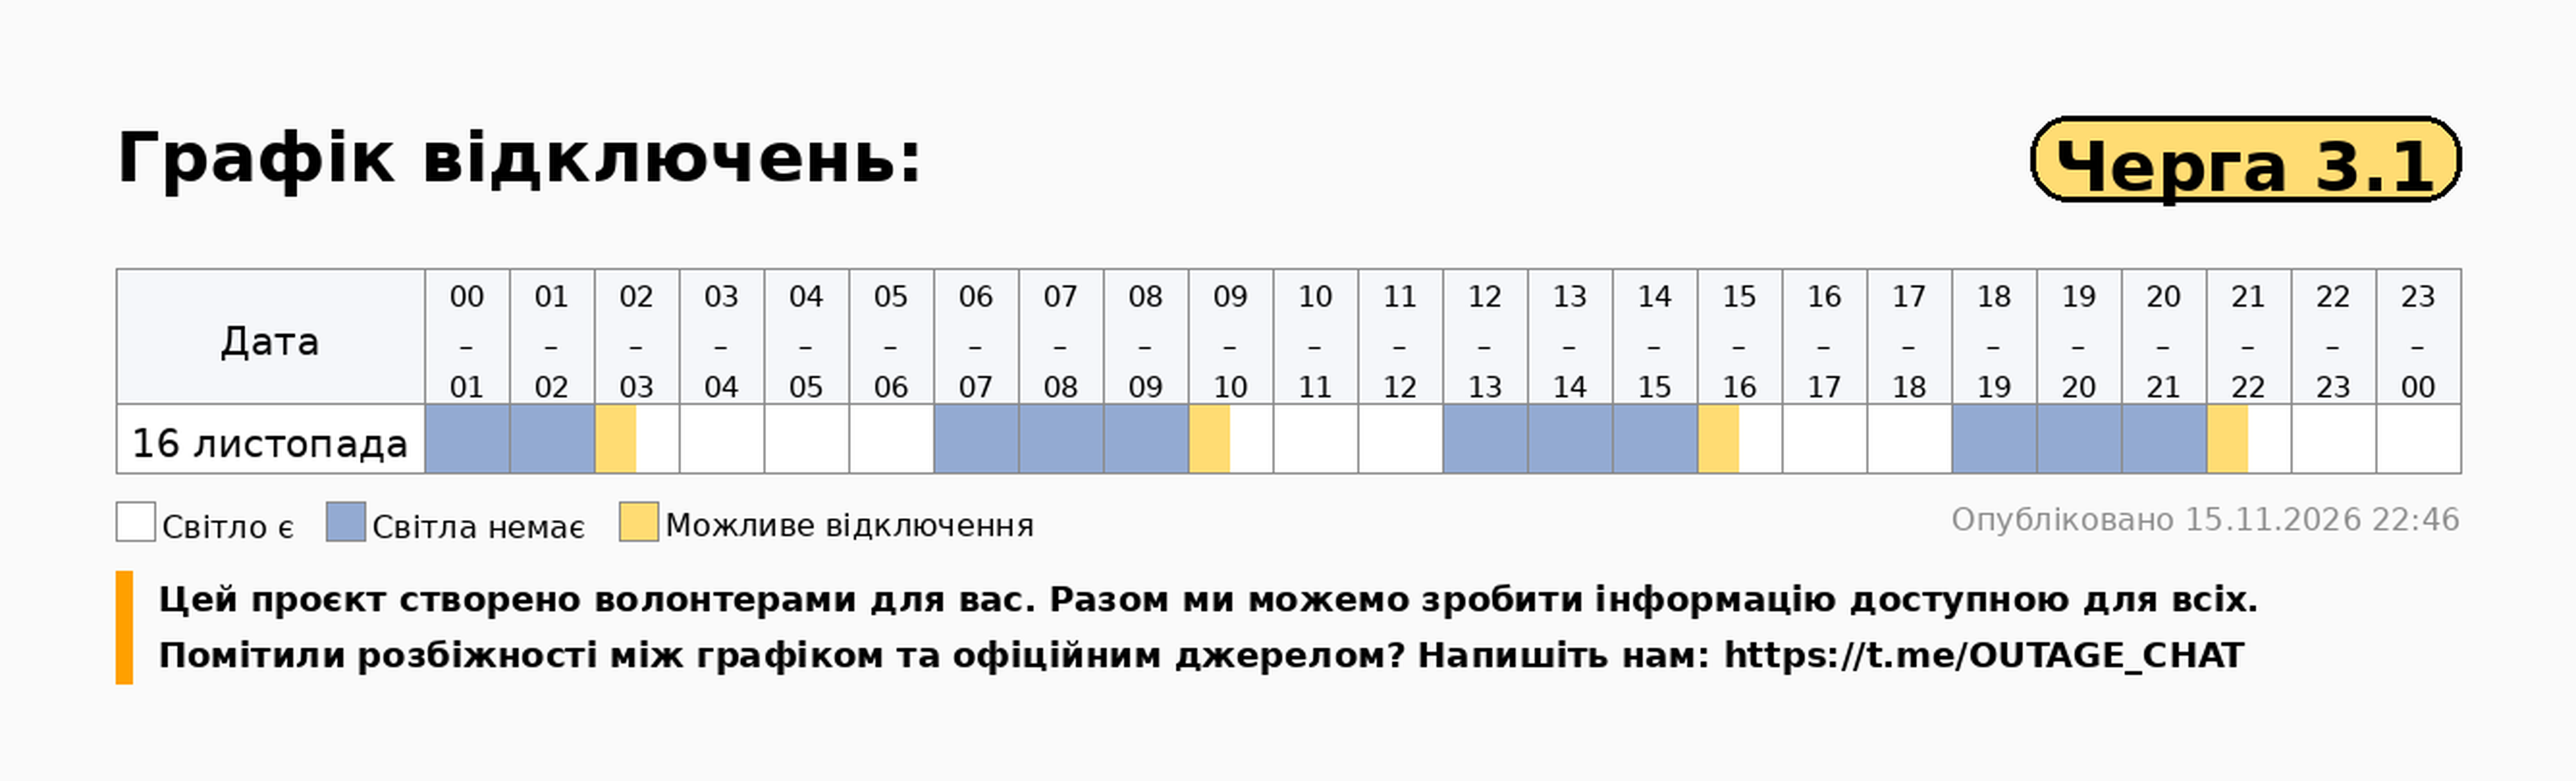 Графік відключень:
Черга 3.1
Дата 00 – 01 01 – 02 02 – 03 03 – 04 04 – 05 05 – 06 06 – 07 07 – 08 08 – 09 09 – 10 10 – 11 11 – 12 12 – 13 13 – 14 14 – 15 15 – 16 16 – 17 17 – 18 18 – 19 19 – 20 20 – 21 21 – 22 22 – 23 23 – 00
16 листопада
Світло є Світла немає Можливе відключення
Опубліковано 15.11.2026 22:46
Цей проєкт створено волонтерами для вас. Разом ми можемо зробити інформацію доступною для всіх.
Помітили розбіжності між графіком та офіційним джерелом? Напишіть нам: https://t.me/OUTAGE_CHAT